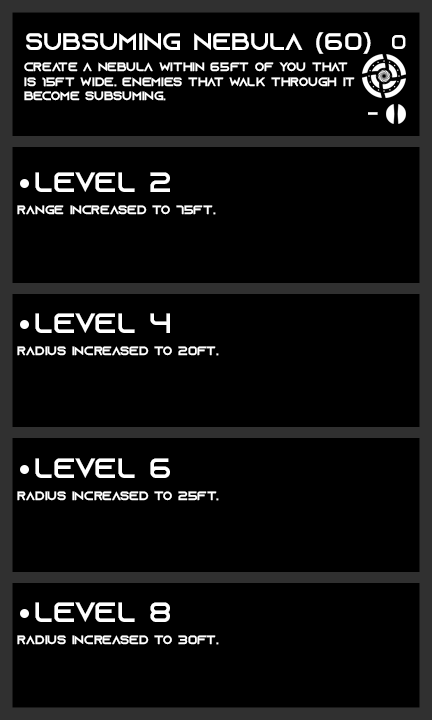 SUBSUMING NEBULA (60) 0
CREATE A NEBULA WITHIN 65FT OF YOU THAT
IS 15FT WIDE. ENEMIES THAT WALK THROUGH IT
BECOME SUBSUMING.
-
•LEVEL 2
RANGE INCREASED TO 75FT.
•LEVEL 4
RADIUS INCREASED TO 20FT.
•LEVEL 6
RADIUS INCREASED TO 25FT.
•LEVEL 8
RADIUS INCREASED TO 30FT.